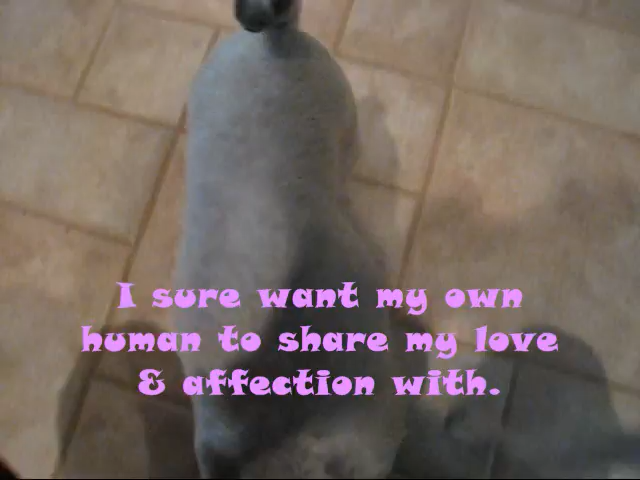 I sure want my own
human to share my love
& affection with.